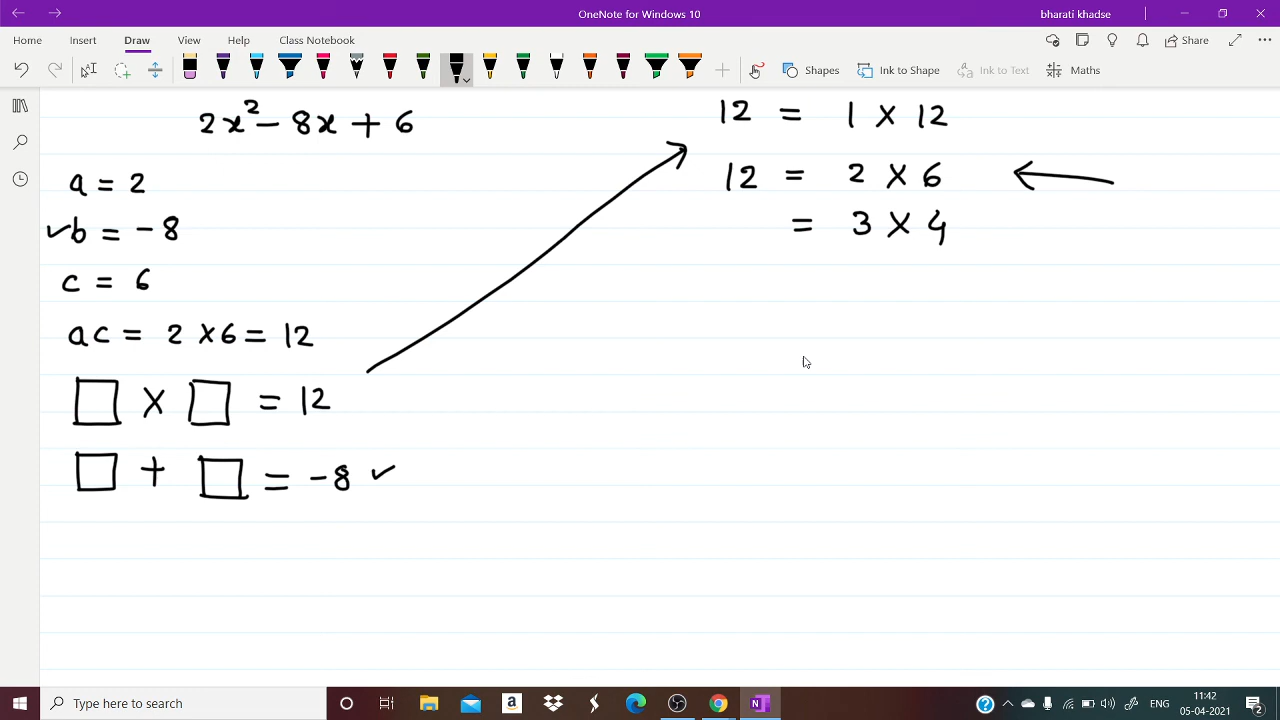 OneNote for Windows 10
bharati khadse
Home Insert Draw View Help Class Notebook
Share
Shapes Ink to Shape Ink to Text Maths
2x² - 8x + 6
a = 2
✓b = -8
c = 6
ac = 2 × 6 = 12
□ × □ = 12
□ + □ = -8 ✓
12 = 1 × 12
12 = 2 × 6 ←
= 3 × 4
Type here to search
ENG
11:42
05-04-2021